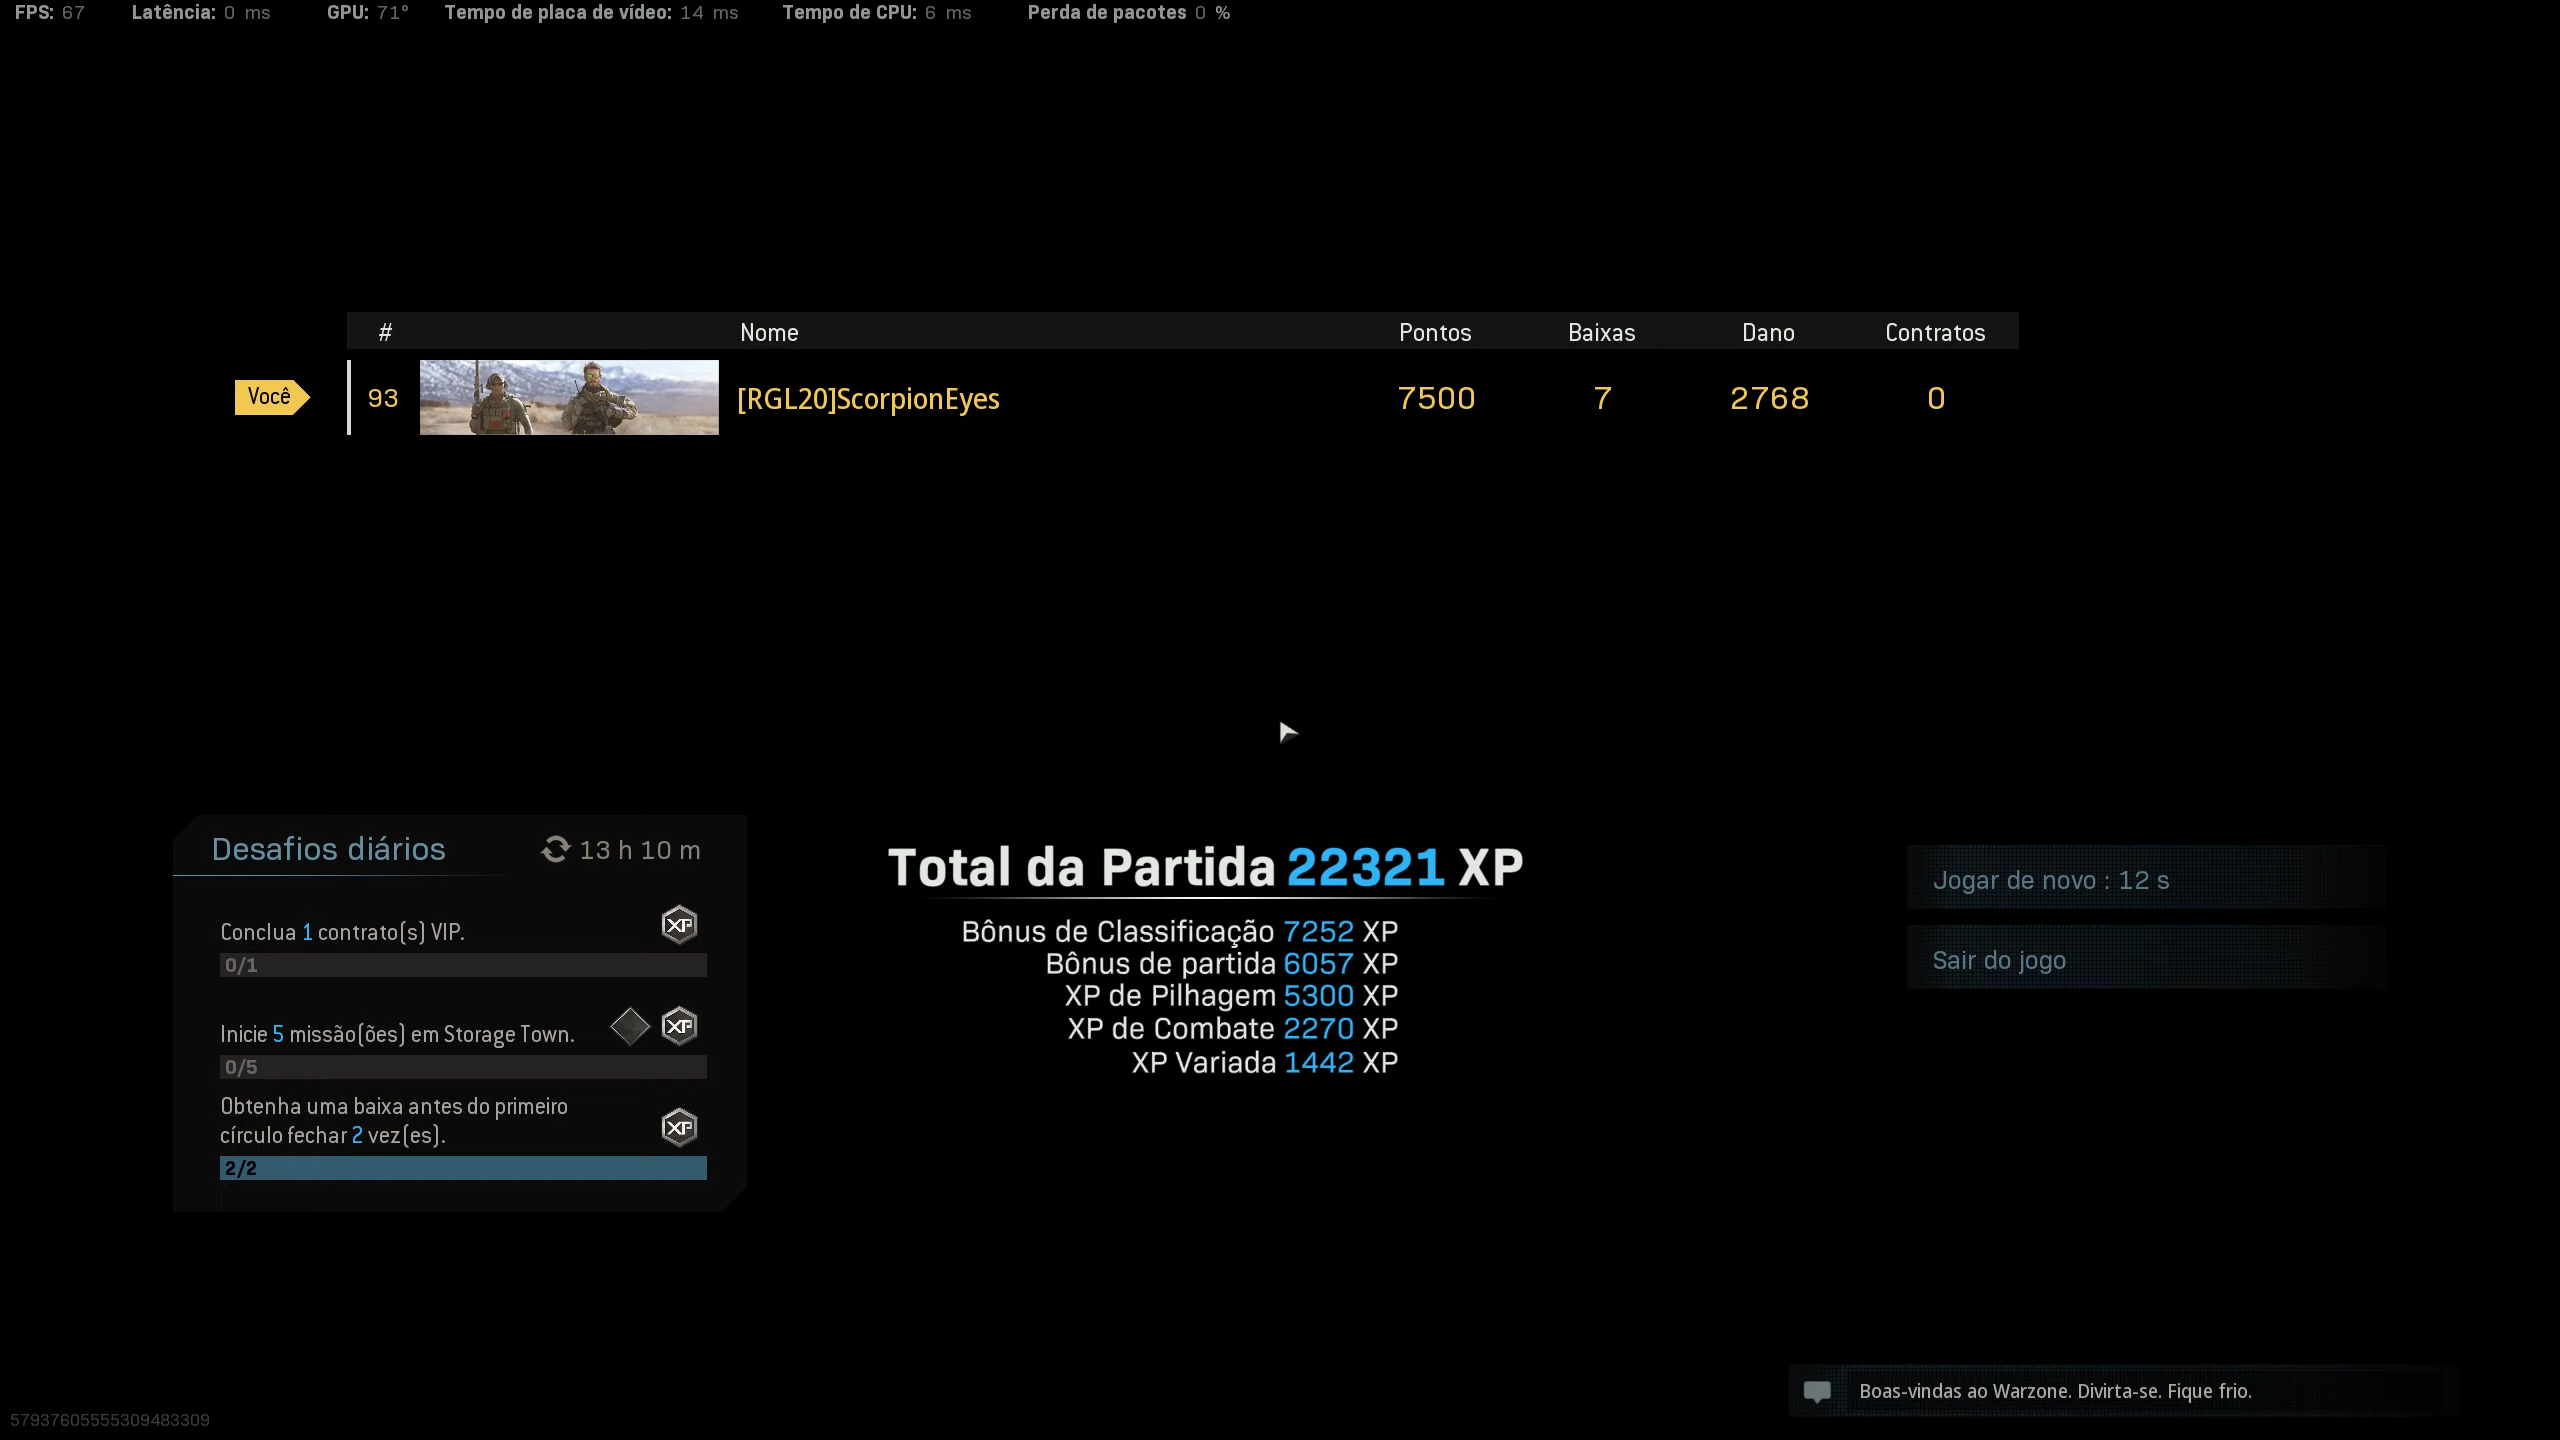 FPS: 67 Latência: 0 ms GPU: 71° Tempo de placa de vídeo: 14 ms Tempo de CPU: 6 ms Perda de pacotes 0 %
# Nome Pontos Baixas Dano Contratos
Você 93 [RGL20]ScorpionEyes 7500 7 2768 0
Desafios diários 13 h 10 m
Conclua 1 contrato(s) VIP.
XP
0/1
Inicie 5 missão(ões) em Storage Town.
XP
0/5
Obtenha uma baixa antes do primeiro
círculo fechar 2 vez(es).
XP
2/2
Total da Partida 22321 XP
Bônus de Classificação 7252 XP
Bônus de partida 6057 XP
XP de Pilhagem 5300 XP
XP de Combate 2270 XP
XP Variada 1442 XP
Jogar de novo : 12 s
Sair do jogo
Boas-vindas ao Warzone. Divirta-se. Fique frio.
57937605555309483309